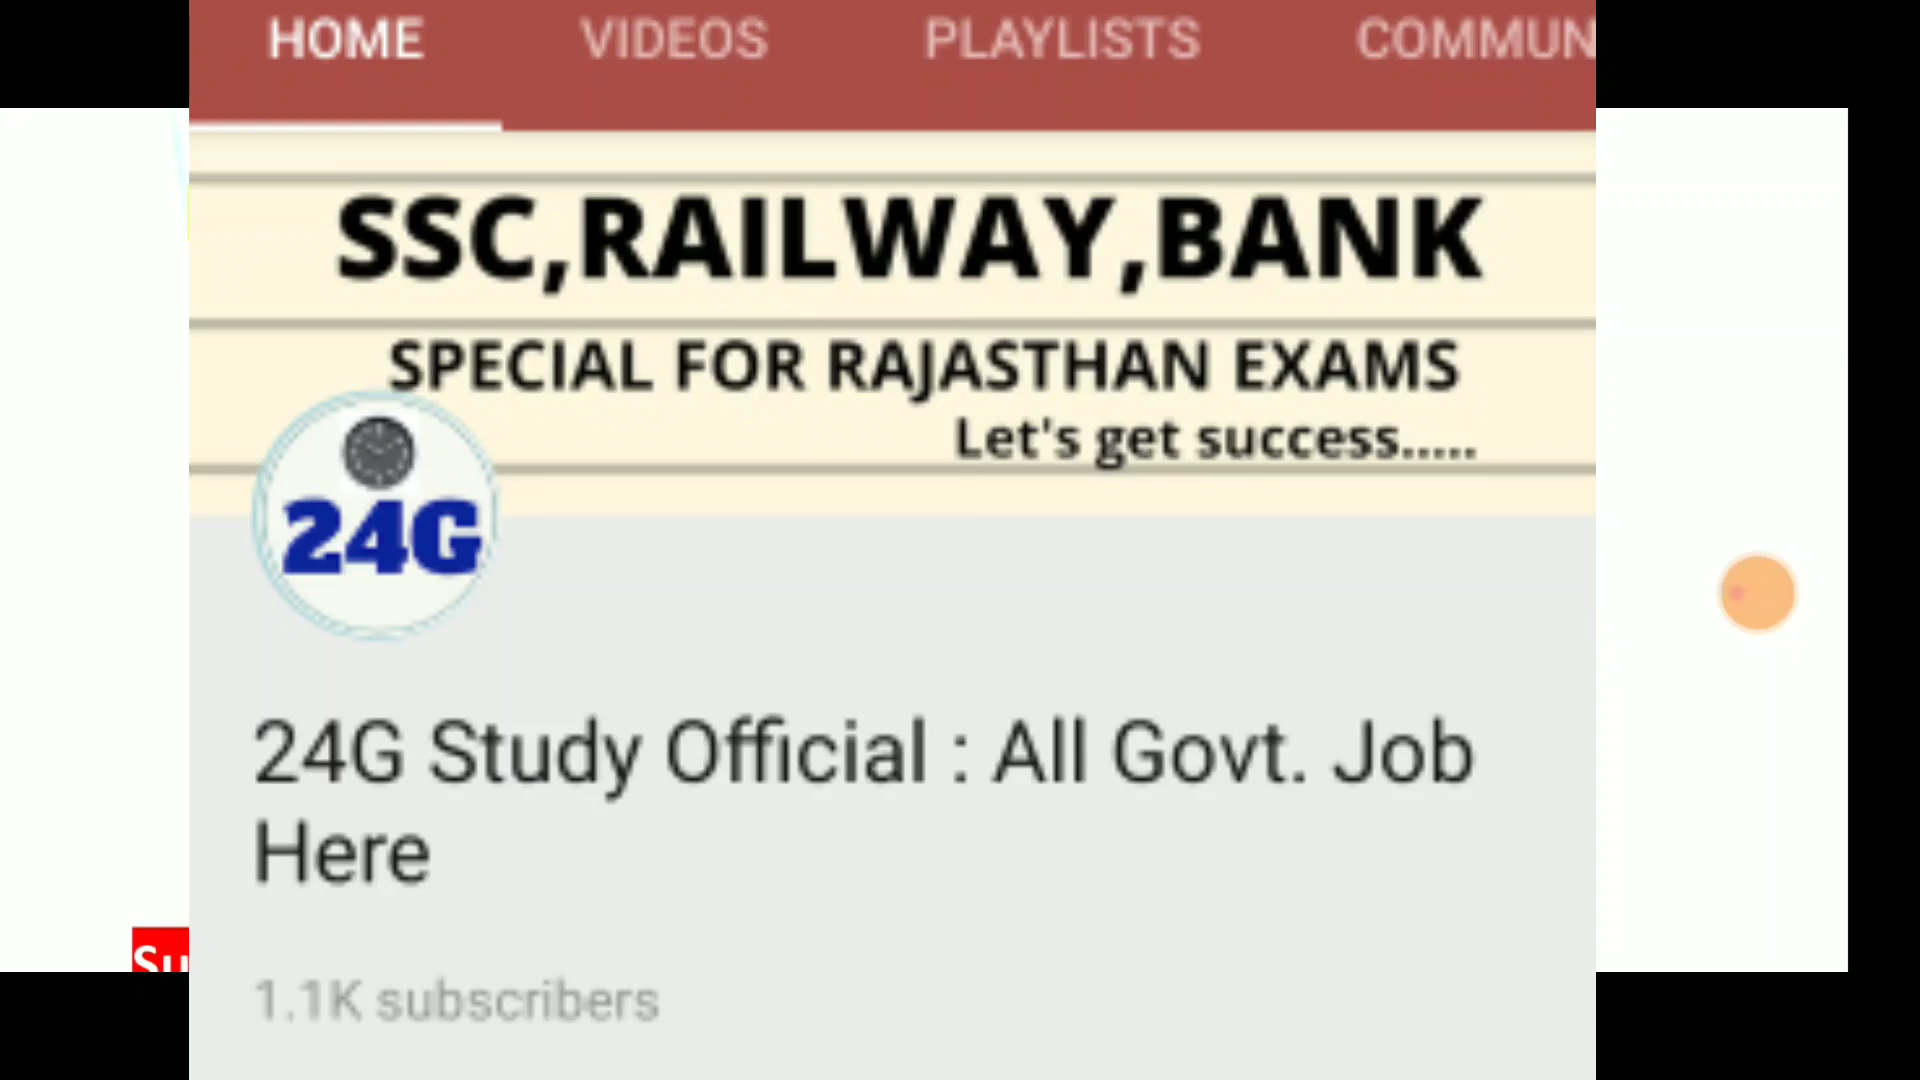 HOME VIDEOS PLAYLISTS COMMUN
SSC,RAILWAY,BANK
SPECIAL FOR RAJASTHAN EXAMS
Let's get success.....
24G
24G Study Official : All Govt. Job
Here
Su
1.1K subscribers